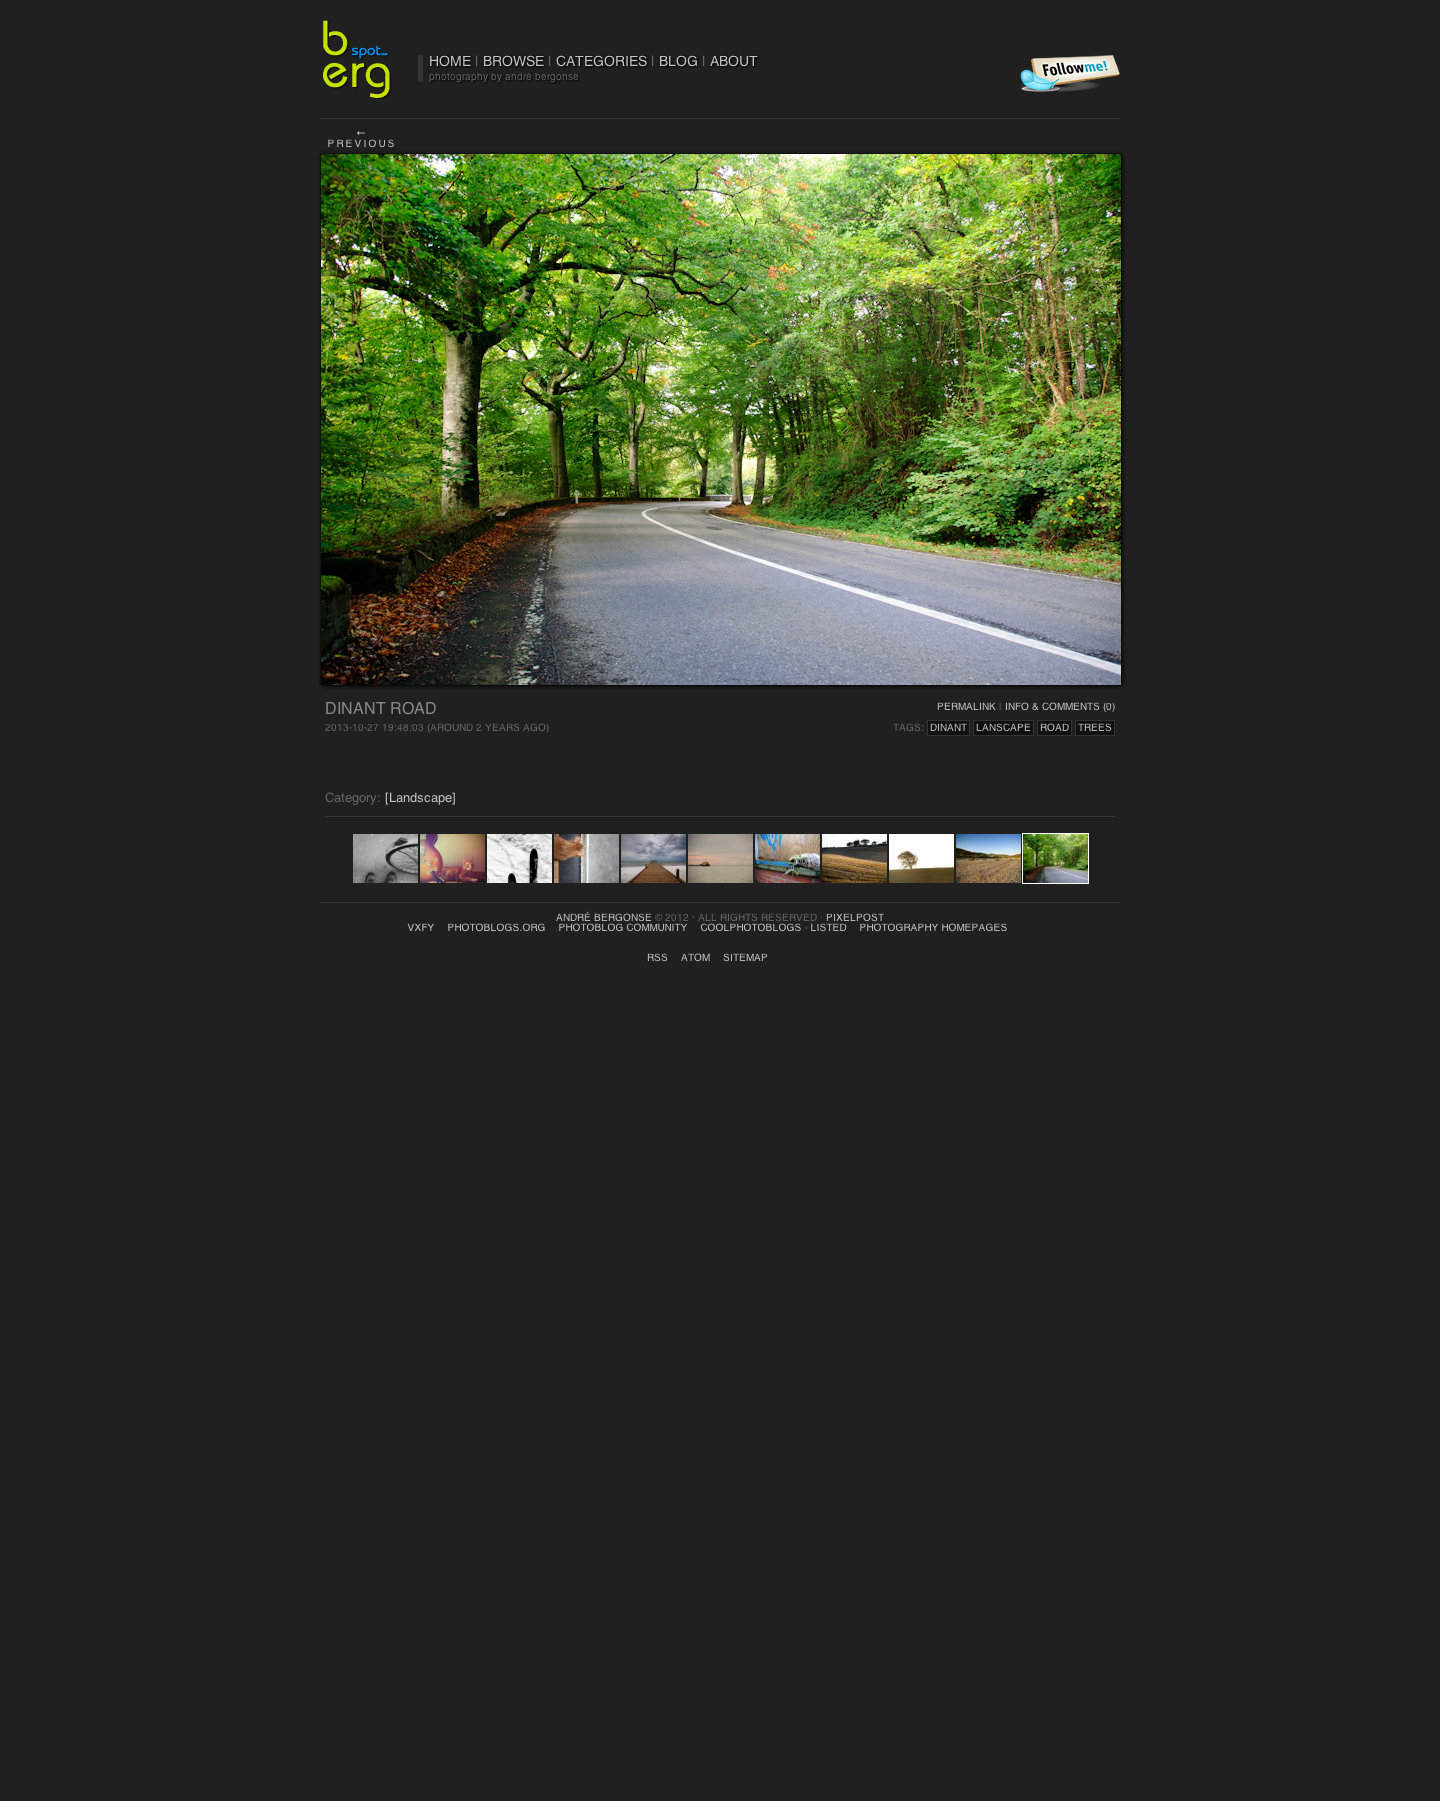 b spot...
erg
HOME | BROWSE | CATEGORIES | BLOG | ABOUT
photography by andré bergonse
Followme!
←
PREVIOUS
DINANT ROAD
PERMALINK | INFO & COMMENTS (0)
2013-10-27 19:48:03 (AROUND 2 YEARS AGO)
TAGS: DINANT LANSCAPE ROAD TREES
Category: [Landscape]
ANDRÉ BERGONSE © 2012 · ALL RIGHTS RESERVED · PIXELPOST
VXFY PHOTOBLOGS.ORG PHOTOBLOG COMMUNITY COOLPHOTOBLOGS - LISTED PHOTOGRAPHY HOMEPAGES
RSS ATOM SITEMAP